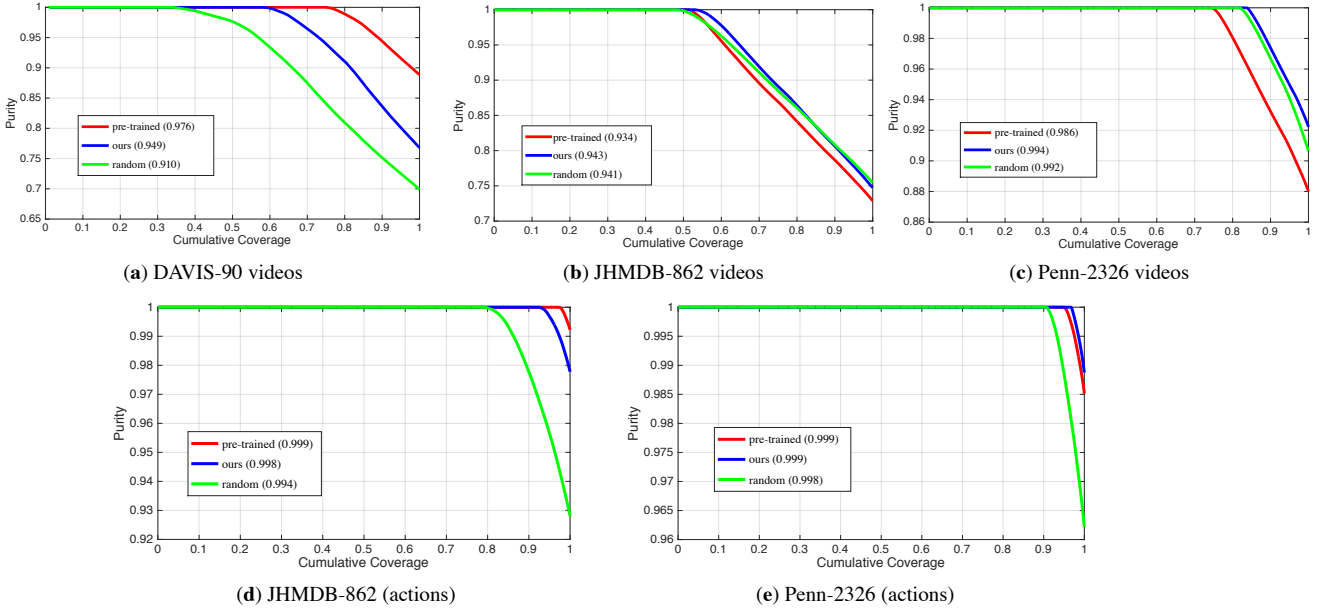 1
0.95
0.9
0.85
0.8
0.75
0.7
0.65
Purity
pre-trained (0.976)
ours (0.949)
random (0.910)
0 0.1 0.2 0.3 0.4 0.5 0.6 0.7 0.8 0.9 1
Cumulative Coverage
(a) DAVIS-90 videos
1
0.95
0.9
0.85
0.8
0.75
0.7
Purity
pre-trained (0.934)
ours (0.943)
random (0.941)
0 0.1 0.2 0.3 0.4 0.5 0.6 0.7 0.8 0.9 1
Cumulative Coverage
(b) JHMDB-862 videos
1
0.98
0.96
0.94
0.92
0.9
0.88
0.86
Purity
pre-trained (0.986)
ours (0.994)
random (0.992)
0 0.1 0.2 0.3 0.4 0.5 0.6 0.7 0.8 0.9 1
Cumulative Coverage
(c) Penn-2326 videos
1
0.99
0.98
0.97
0.96
0.95
0.94
0.93
0.92
Purity
pre-trained (0.999)
ours (0.998)
random (0.994)
0 0.1 0.2 0.3 0.4 0.5 0.6 0.7 0.8 0.9 1
Cumulative Coverage
(d) JHMDB-862 (actions)
1
0.995
0.99
0.985
0.98
0.975
0.97
0.965
0.96
Purity
pre-trained (0.999)
ours (0.999)
random (0.998)
0 0.1 0.2 0.3 0.4 0.5 0.6 0.7 0.8 0.9 1
Cumulative Coverage
(e) Penn-2326 (actions)